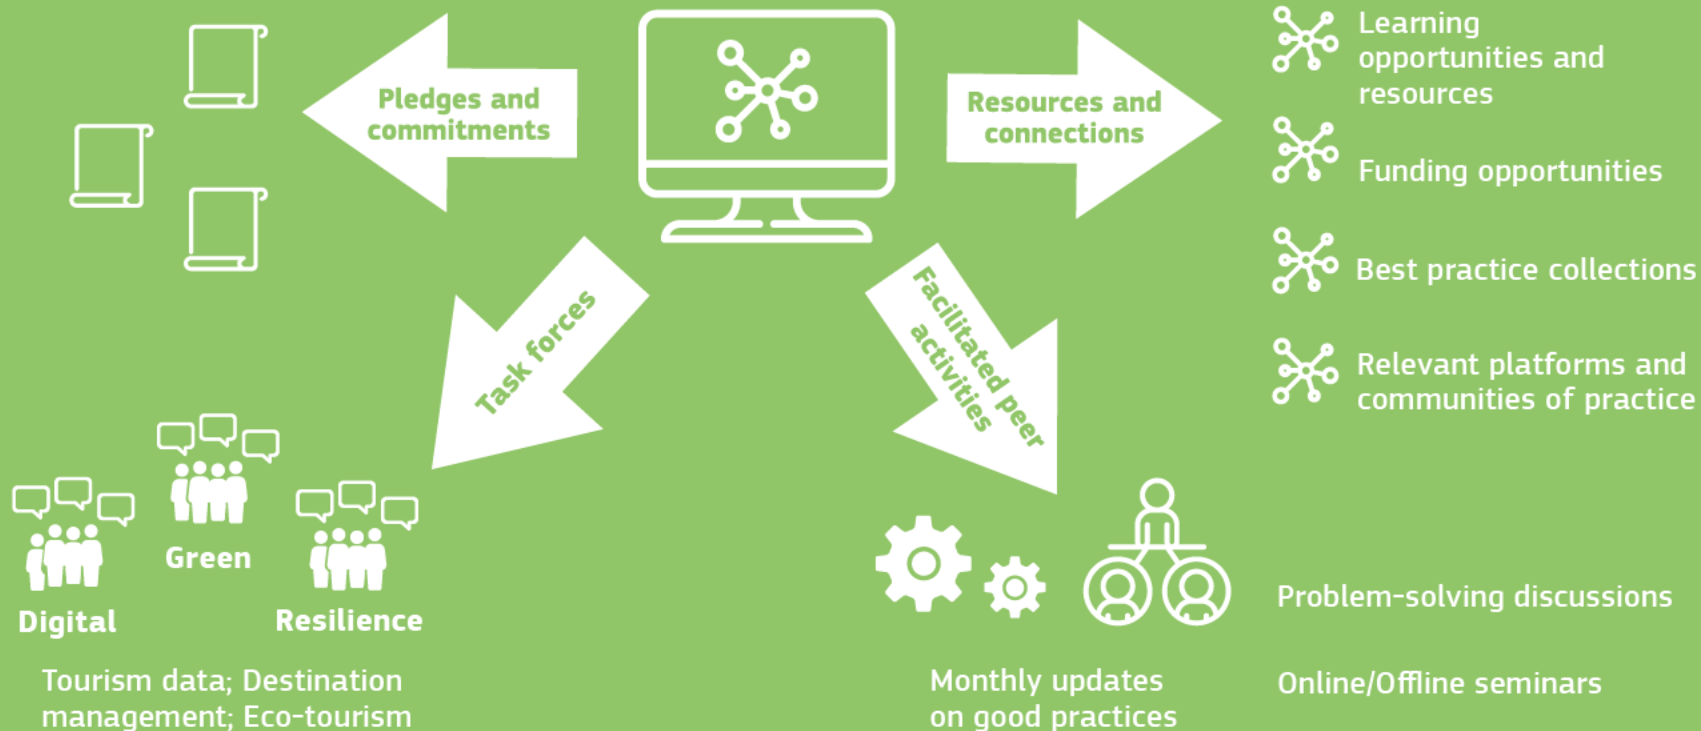 Pledges and
commitments
Resources and
connections
Learning
opportunities and
resources
Funding opportunities
Best practice collections
Relevant platforms and
communities of practice
Task forces
Facilitated peer
activities
Green
Digital
Resilience
Tourism data; Destination
management; Eco-tourism
Monthly updates
on good practices
Problem-solving discussions
Online/Offline seminars